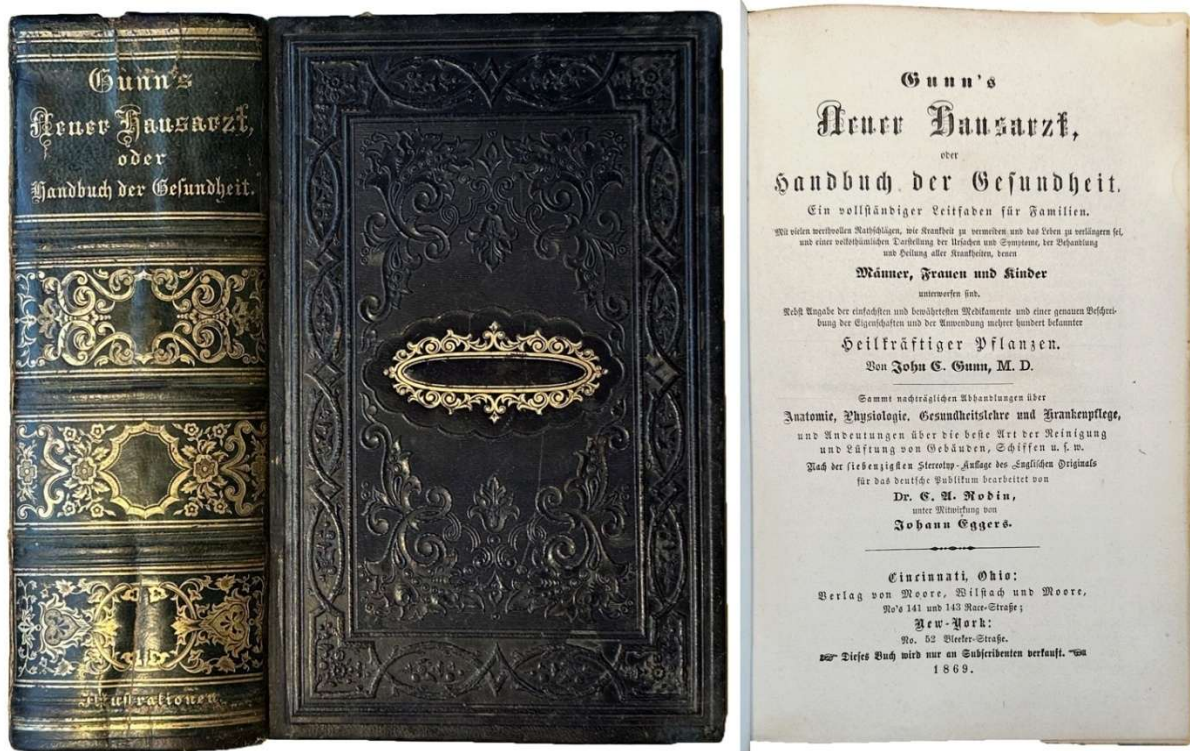 Gunn's
Neuer Hausarzt,
oder
Handbuch der Gesundheit.
Illustrationen.
Gunn's
Neuer Hausarzt,
oder
Handbuch der Gesundheit.
Ein vollständiger Leitfaden für Familien.
Mit vielen werthvollen Rathschlägen, wie Krankheit zu vermeiden und das Leben zu verlängern sei,
und einer volksthümlichen Darstellung der Ursachen und Symptome, der Behandlung
und Heilung aller Krankheiten, denen
Männer, Frauen und Kinder
unterworfen sind.
Nebst Angabe der einfachsten und bewährtesten Medikamente und einer genauen Beschrei-
bung der Eigenschaften und der Anwendung mehrer hundert bekannter
Heilkräftiger Pflanzen.
Von John C. Gunn, M. D.
Sammt nachträglichen Abhandlungen über
Anatomie, Physiologie, Gesundheitslehre und Krankenpflege,
und Andeutungen über die beste Art der Reinigung
und Lüftung von Gebäuden, Schiffen u. s. w.
Nach der siebenzigsten Stereotyp-Auflage des Englischen Originals
für das deutsche Publikum bearbeitet von
Dr. C. A. Rodin,
unter Mitwirkung von
Johann Eggers.
Cincinnati, Ohio:
Verlag von Moore, Wilstach und Moore,
No's 141 und 143 Race-Straße;
New-York:
No. 52 Bleeker-Straße.
☞ Dieses Buch wird nur an Subscribenten verkauft. ☜
1869.